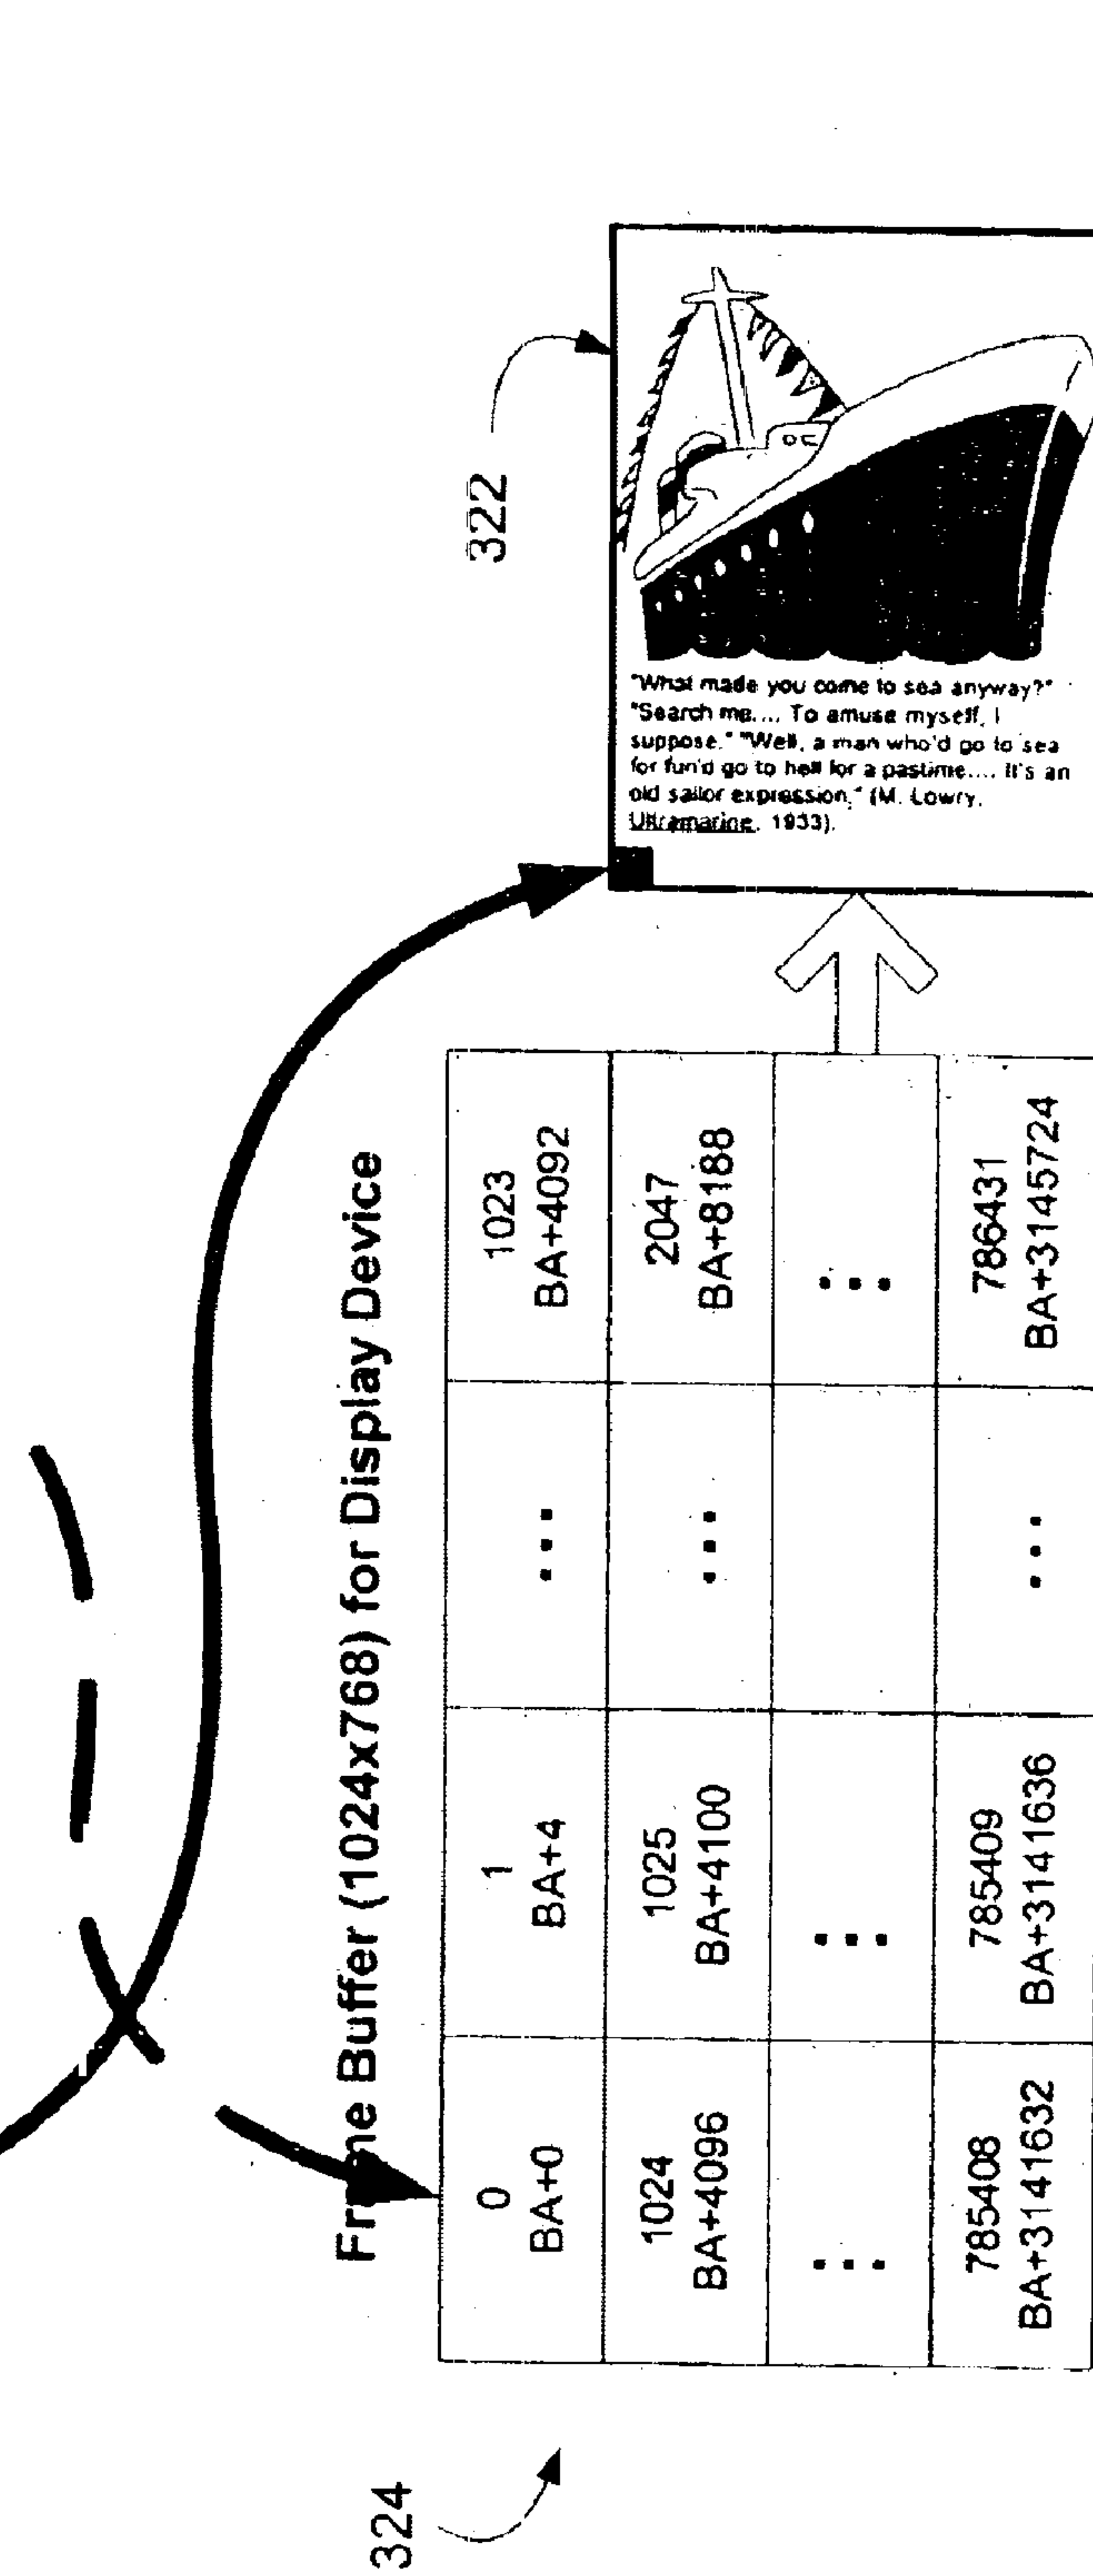 322
"What made you come to sea anyway?"
"Search me.... To amuse myself, I
suppose." "Well, a man who'd go to sea
for fun'd go to hell for a pastime.... It's an
old sailor expression." (M. Lowry,
Ultramarine, 1933).
324
Frame Buffer (1024x768) for Display Device
0
BA+0
1
BA+4
...
1023
BA+4092
1024
BA+4096
1025
BA+4100
...
2047
BA+8188
...
...
...
785408
BA+3141632
785409
BA+3141636
...
786431
BA+3145724